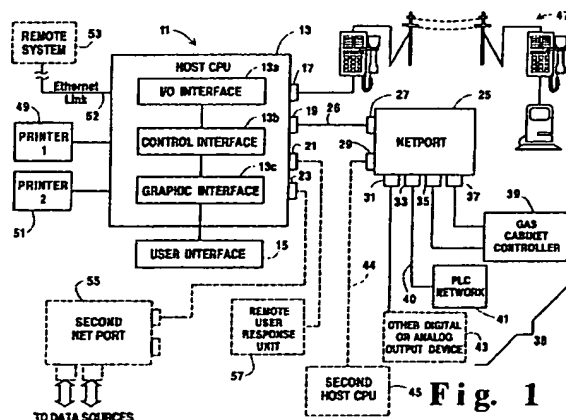 REMOTE
SYSTEM
53
11
13
47
HOST CPU
13a
17
I/O INTERFACE
Ethernet
Link
52
19
26
27
25
49
PRINTER
1
13b
CONTROL INTERFACE
21
NETPORT
29
13c
23
GRAPHIC INTERFACE
31
33
35
37
39
PRINTER
2
51
GAS
CABINET
CONTROLLER
15
USER INTERFACE
44
40
55
PLC
NETWORK
41
SECOND
NET PORT
REMOTE
USER
RESPONSE
UNIT
57
OTHER DIGITAL
OR ANALOG
OUTPUT DEVICE
43
38
SECOND
HOST CPU
45
Fig. 1
TO DATA SOURCES